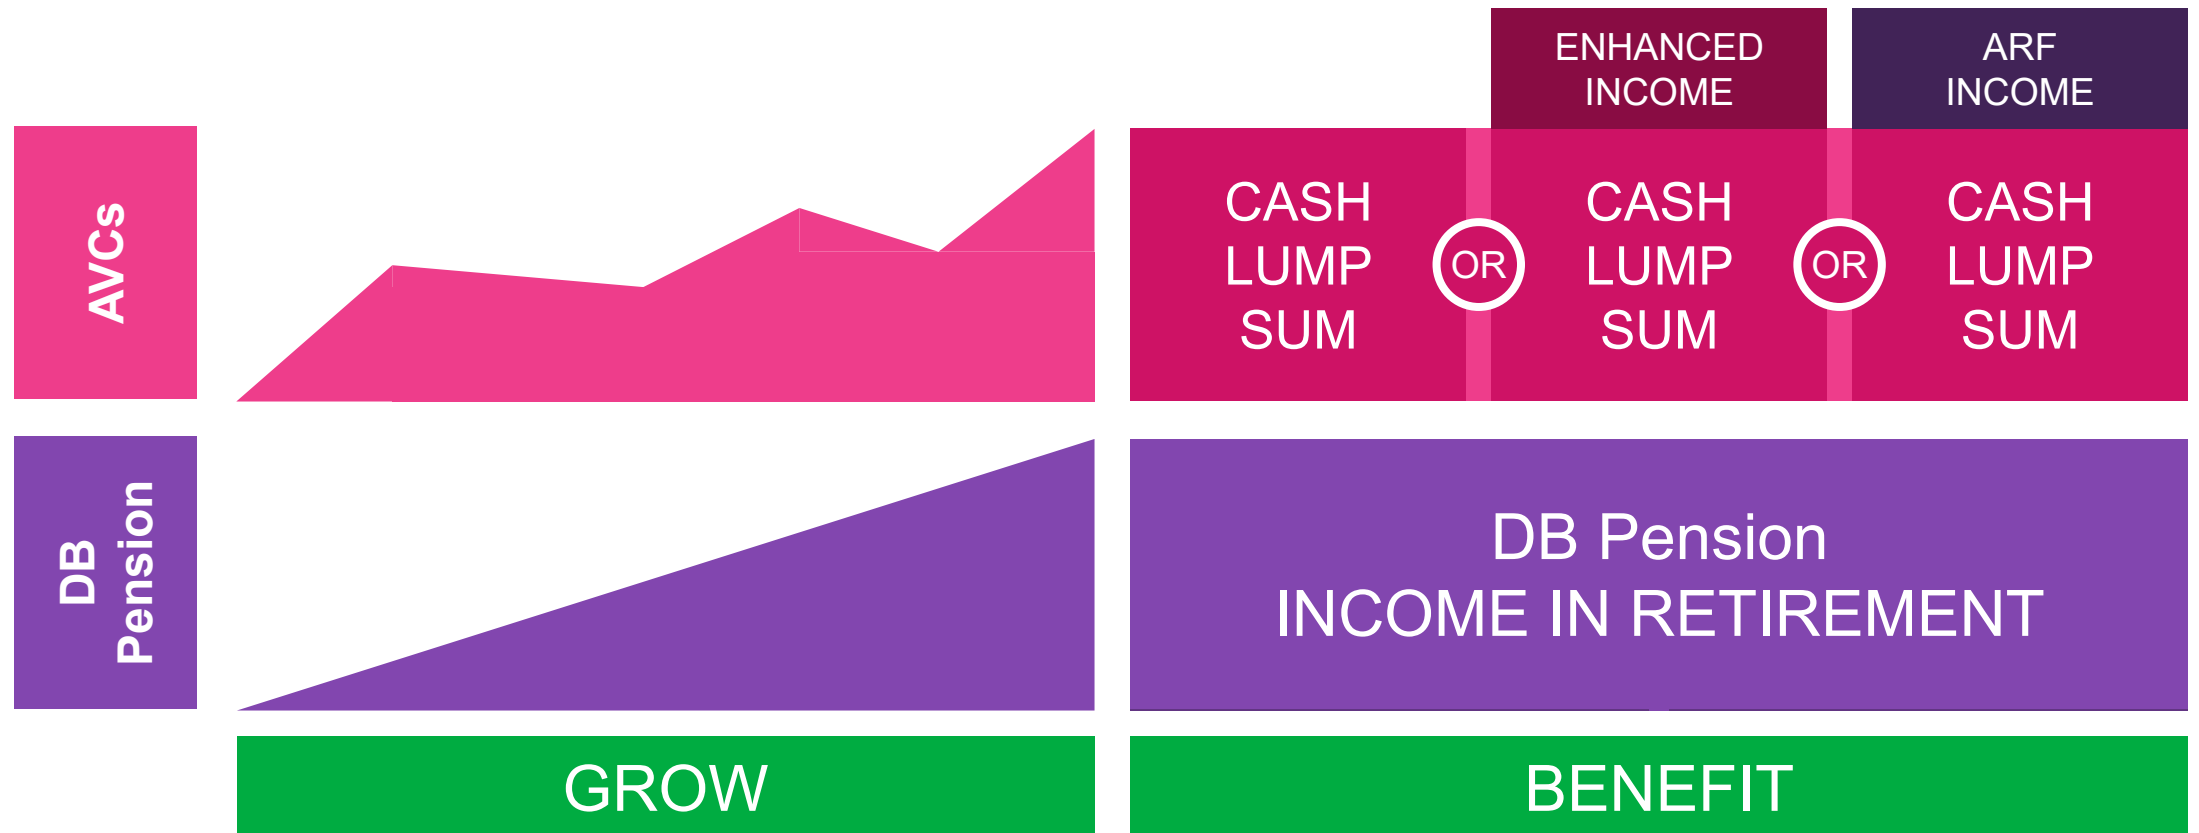 ENHANCED
INCOME
ARF
INCOME
AVCs
CASH
LUMP
SUM
OR
CASH
LUMP
SUM
OR
CASH
LUMP
SUM
DB
Pension
DB Pension
INCOME IN RETIREMENT
GROW
BENEFIT